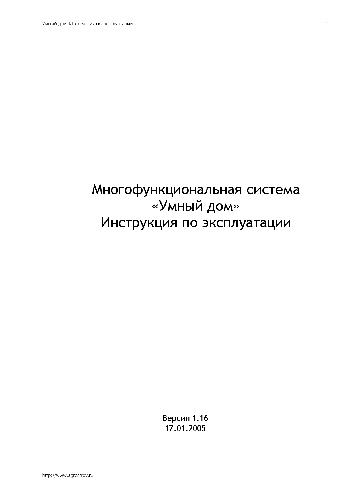 Многофункциональная система
«Умный дом»
Инструкция по эксплуатации
Версия 1.16
17.01.2005